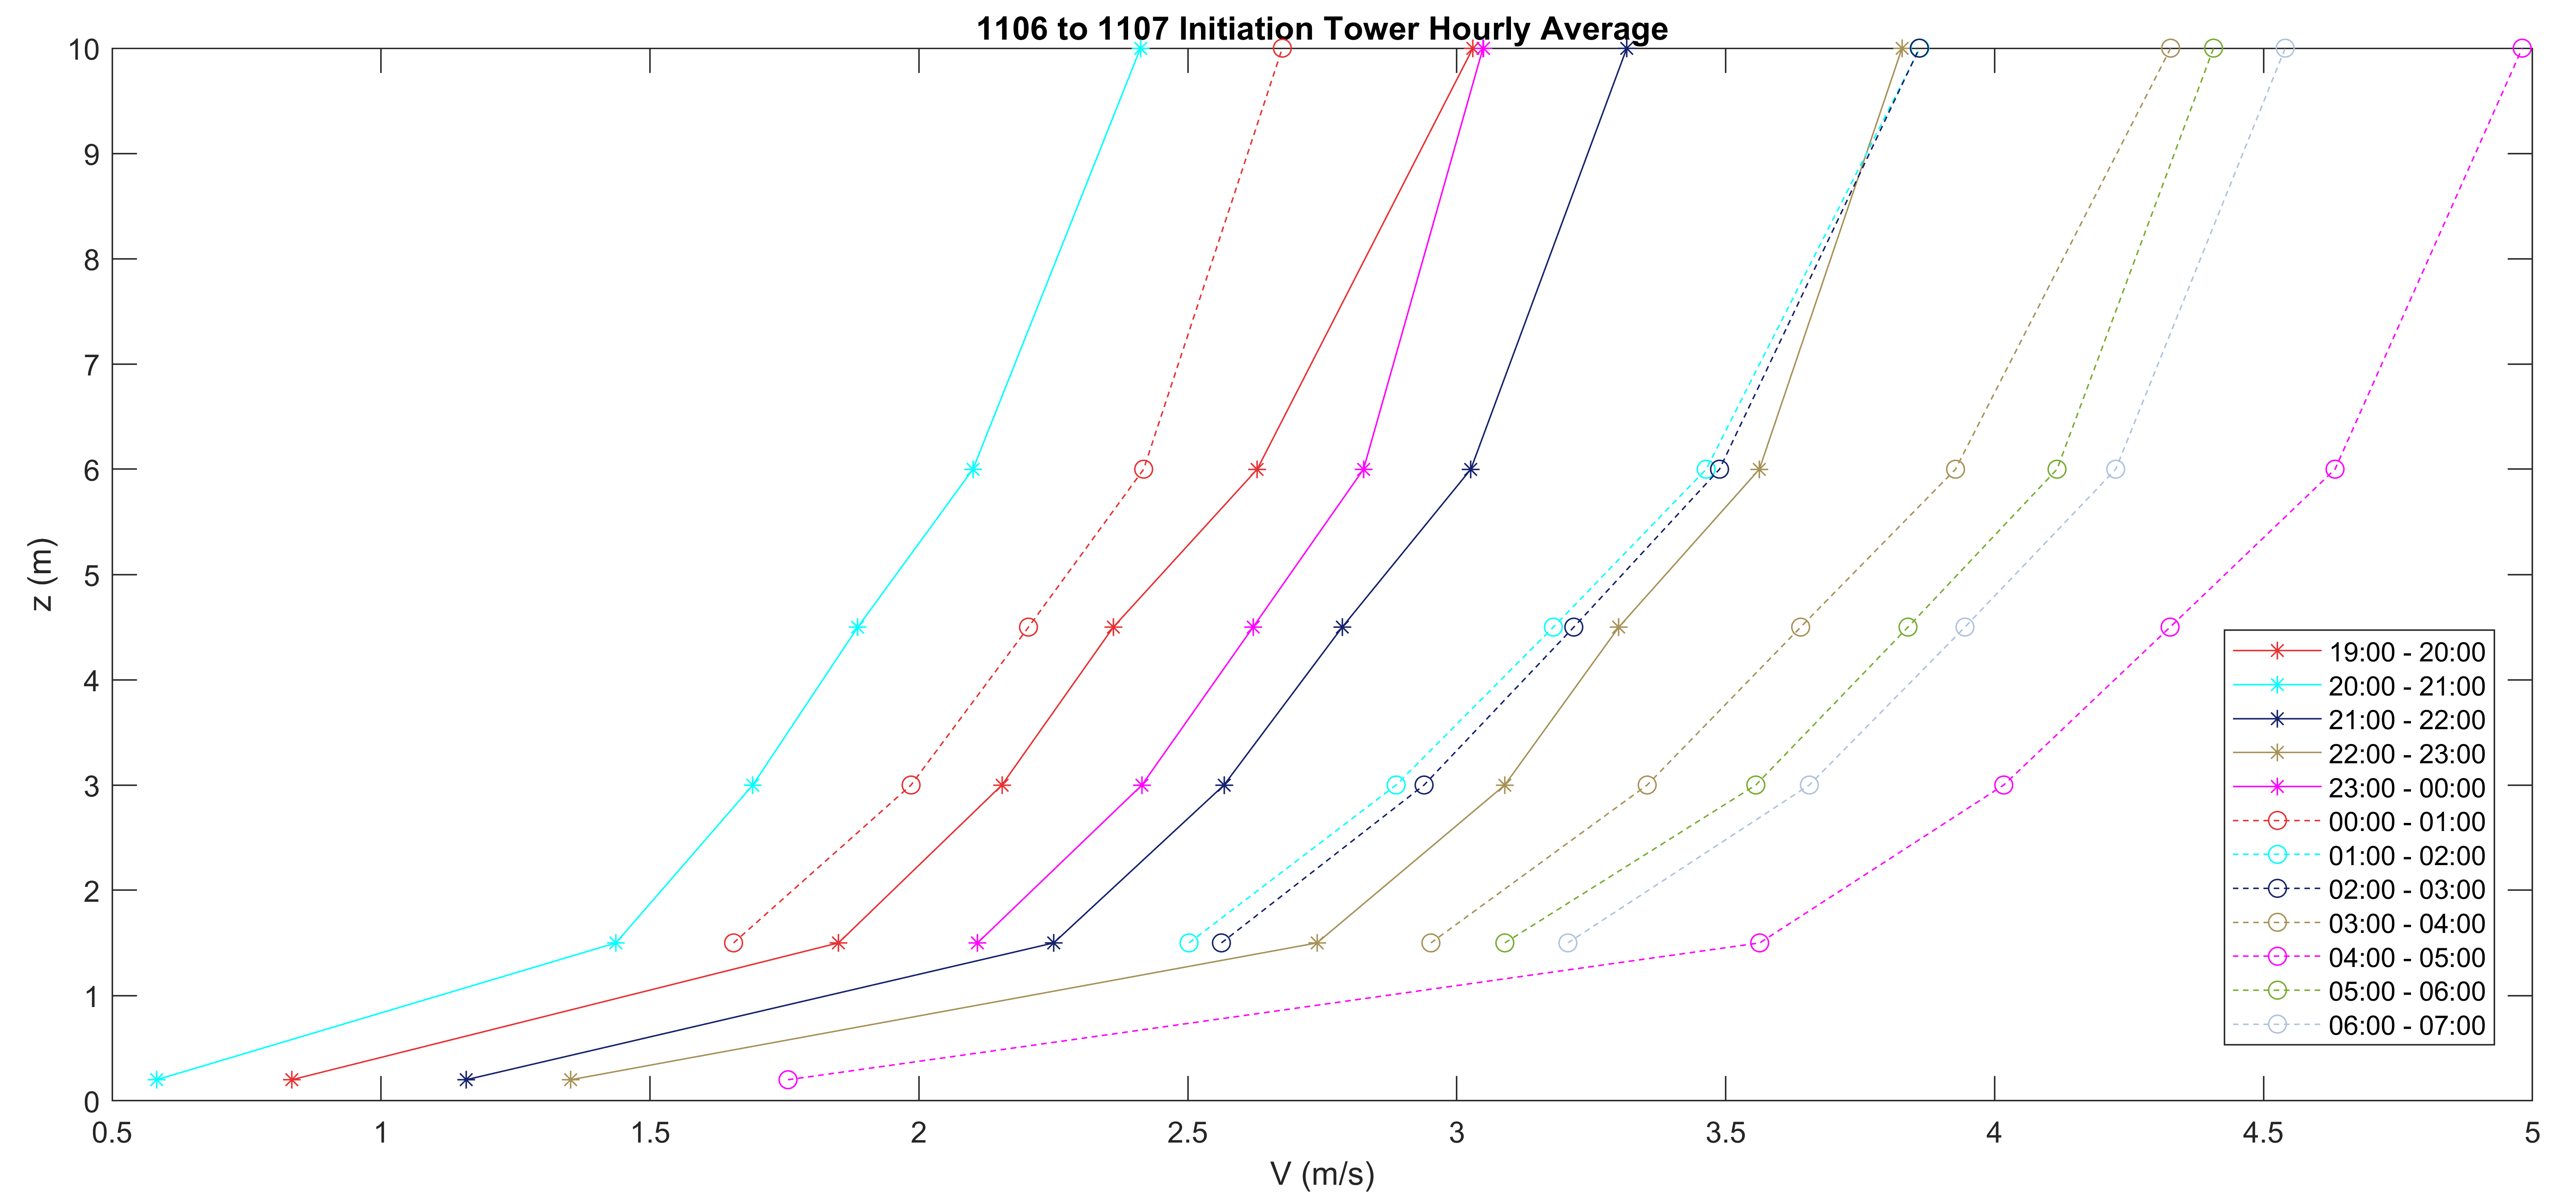 1106 to 1107 Initiation Tower Hourly Average
10
9
8
7
6
5
4
3
2
1
0
z (m)
0.5 1 1.5 2 2.5 3 3.5 4 4.5 5
V (m/s)
19:00 - 20:00
20:00 - 21:00
21:00 - 22:00
22:00 - 23:00
23:00 - 00:00
00:00 - 01:00
01:00 - 02:00
02:00 - 03:00
03:00 - 04:00
04:00 - 05:00
05:00 - 06:00
06:00 - 07:00